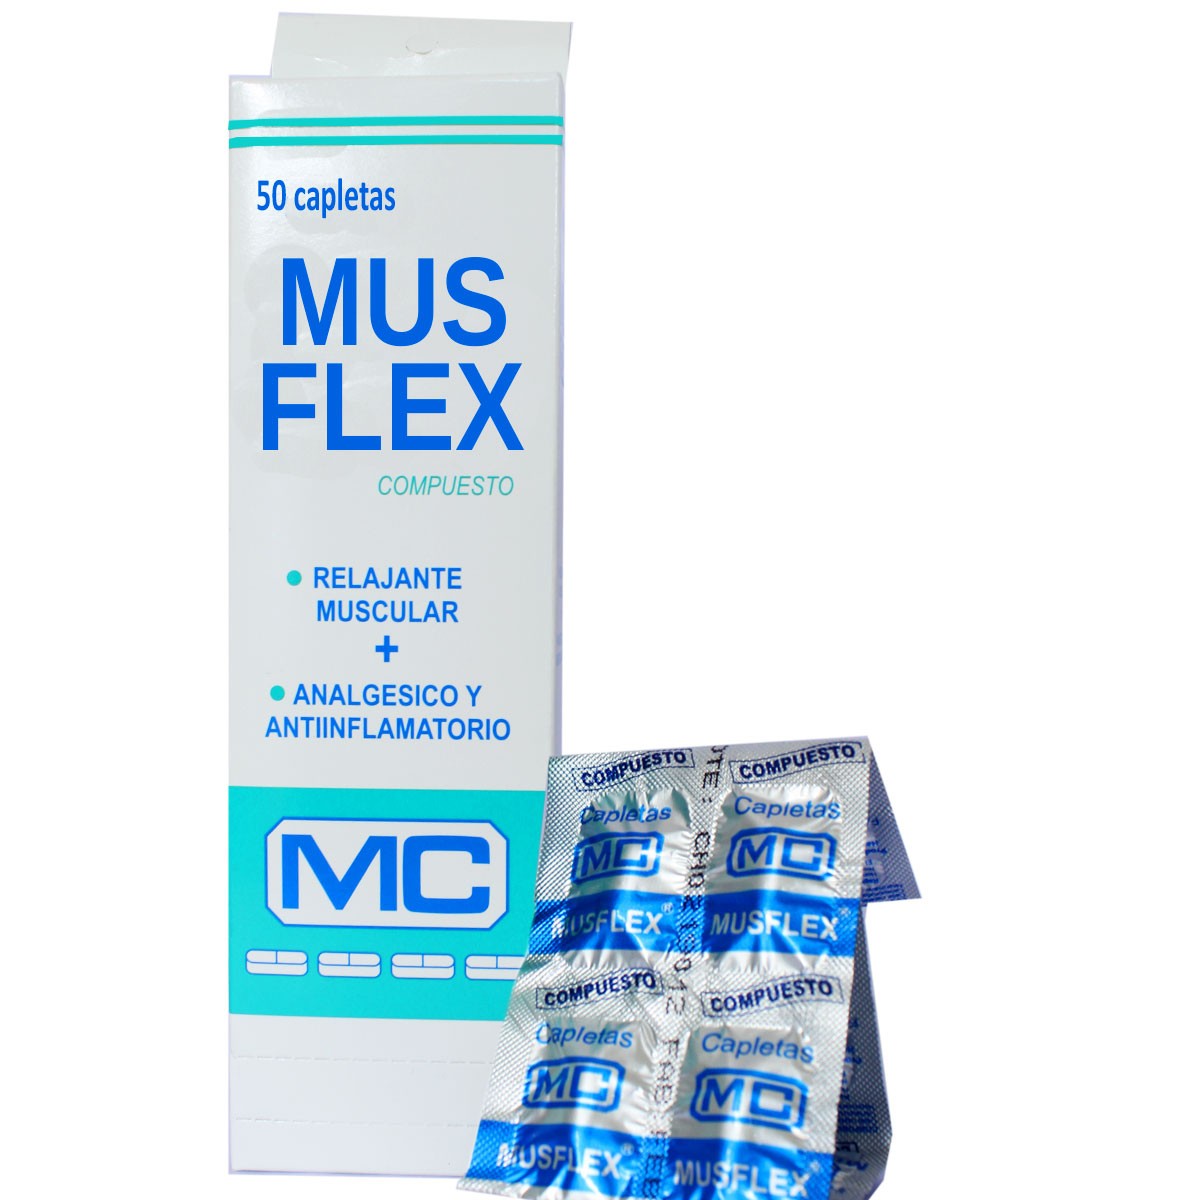 50 capletas
MUS
FLEX
COMPUESTO
RELAJANTE
MUSCULAR
+
ANALGESICO Y
ANTIINFLAMATORIO
MC
COMPUESTO
Capletas
MC
MUSFLEX®
COMPUESTO
Capletas
MC
MUSFLEX®
COMPUESTO
Capletas
MC
MUSFLEX®
COMPUESTO
Capletas
MC
MUSFLEX®